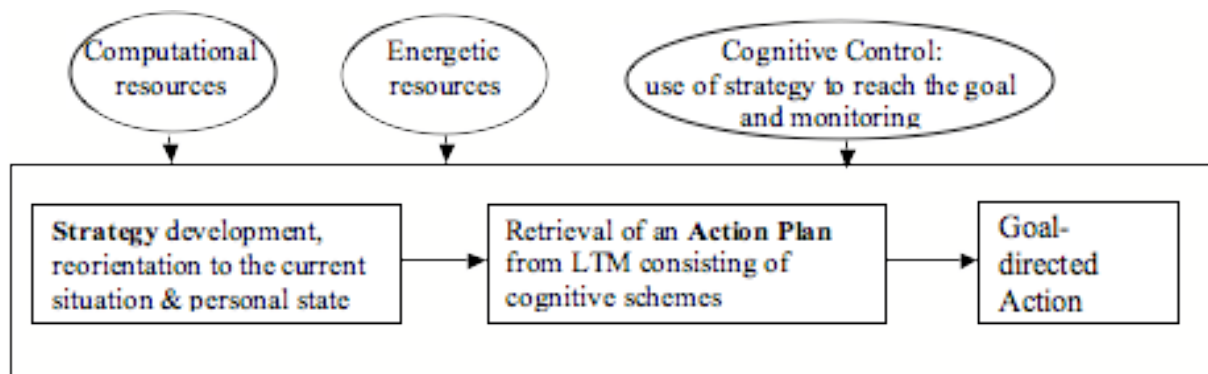 Computational
resources
Energetic
resources
Cognitive Control:
use of strategy to reach the goal
and monitoring
Strategy development,
reorientation to the current
situation & personal state
Retrieval of an Action Plan
from LTM consisting of
cognitive schemes
Goal-
directed
Action